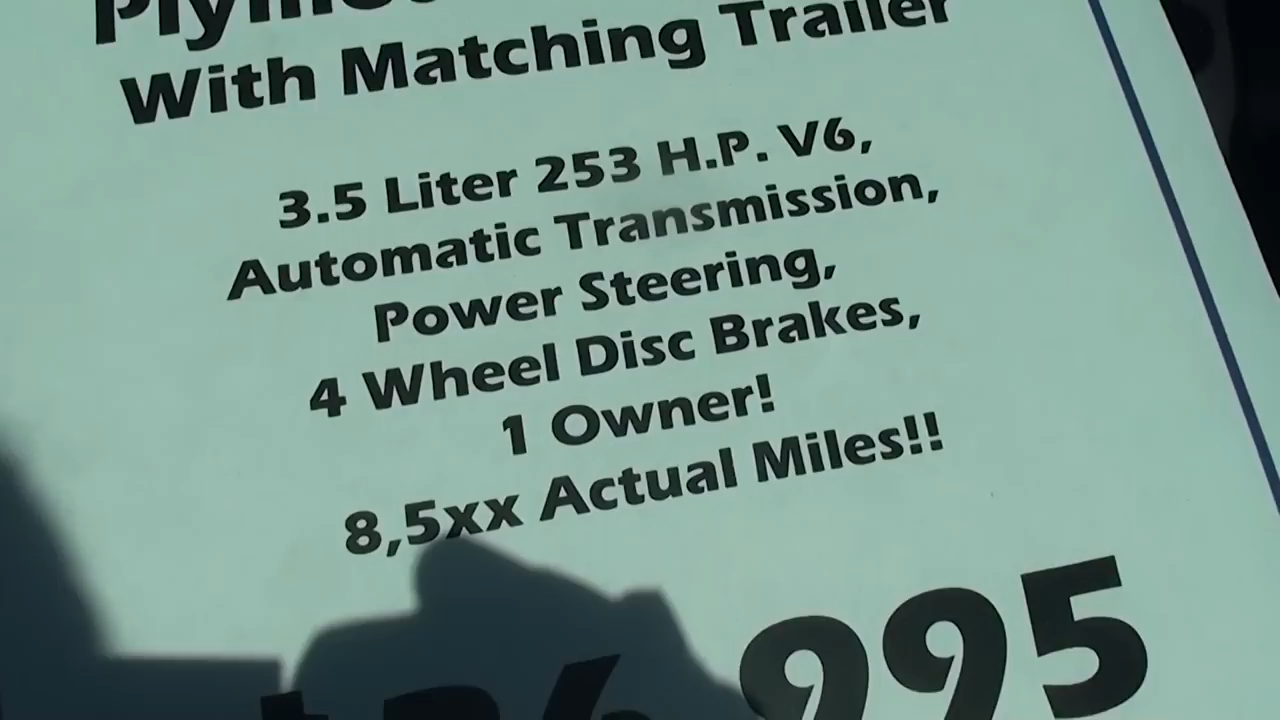 With Matching Trailer
3.5 Liter 253 H.P. V6,
Automatic Transmission,
Power Steering,
4 Wheel Disc Brakes,
1 Owner!
8,5xx Actual Miles!!
995